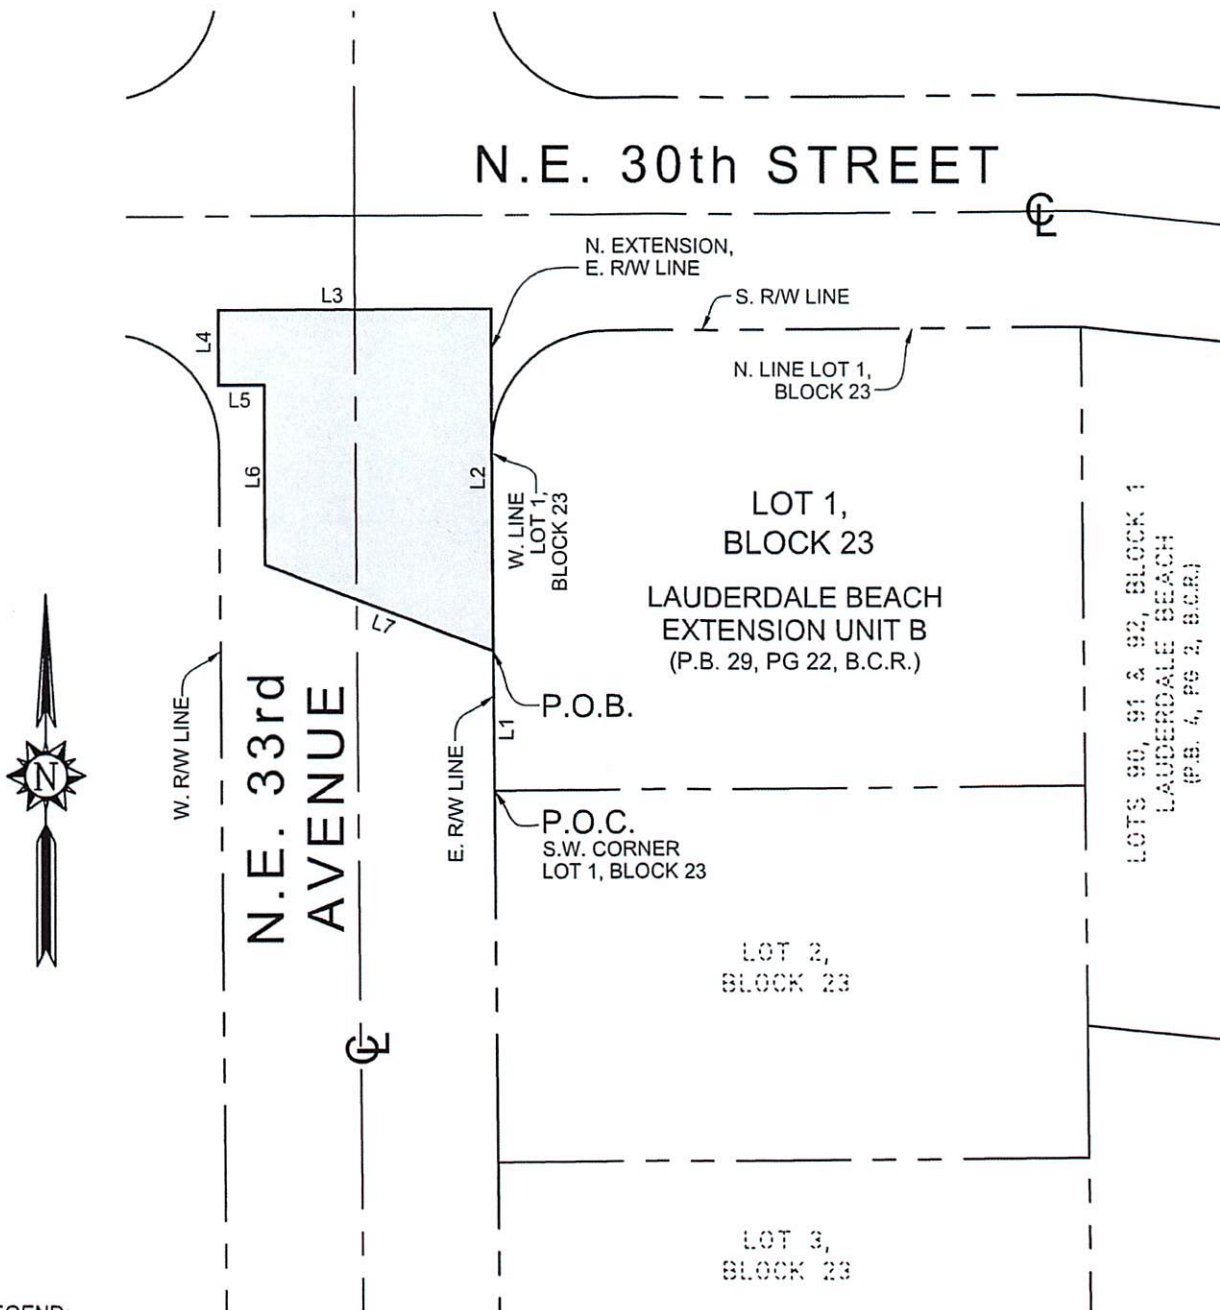 N.E. 30th STREET
CL
N. EXTENSION,
E. R/W LINE
L3
S. R/W LINE
L4
N. LINE LOT 1,
BLOCK 23
L5
L6
L2
W. LINE
LOT 1,
BLOCK 23
LOT 1,
BLOCK 23
LAUDERDALE BEACH
EXTENSION UNIT B
(P.B. 29, PG 22, B.C.R.)
LOTS 90, 91 & 92, BLOCK 1
LAUDERDALE BEACH
(P.B. 4, PG 2, B.C.R.)
L7
W. R/W LINE
N.E. 33rd
AVENUE
P.O.B.
L1
E. R/W LINE
N
P.O.C.
S.W. CORNER
LOT 1, BLOCK 23
LOT 2,
BLOCK 23
CL
LOT 3,
BLOCK 23